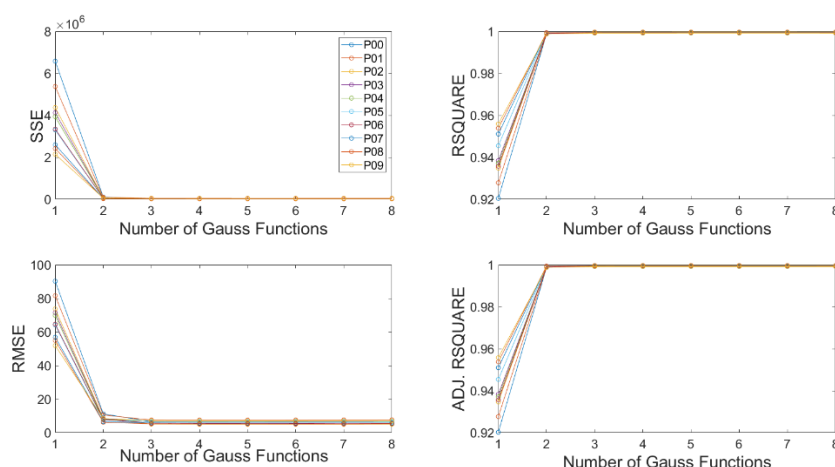 ×10⁶
8
6
4
2
0
SSE
1 2 3 4 5 6 7 8
Number of Gauss Functions
P00
P01
P02
P03
P04
P05
P06
P07
P08
P09
1
0.98
0.96
0.94
0.92
RSQUARE
1 2 3 4 5 6 7 8
Number of Gauss Functions
100
80
60
40
20
0
RMSE
1 2 3 4 5 6 7 8
Number of Gauss Functions
1
0.98
0.96
0.94
0.92
ADJ. RSQUARE
1 2 3 4 5 6 7 8
Number of Gauss Functions